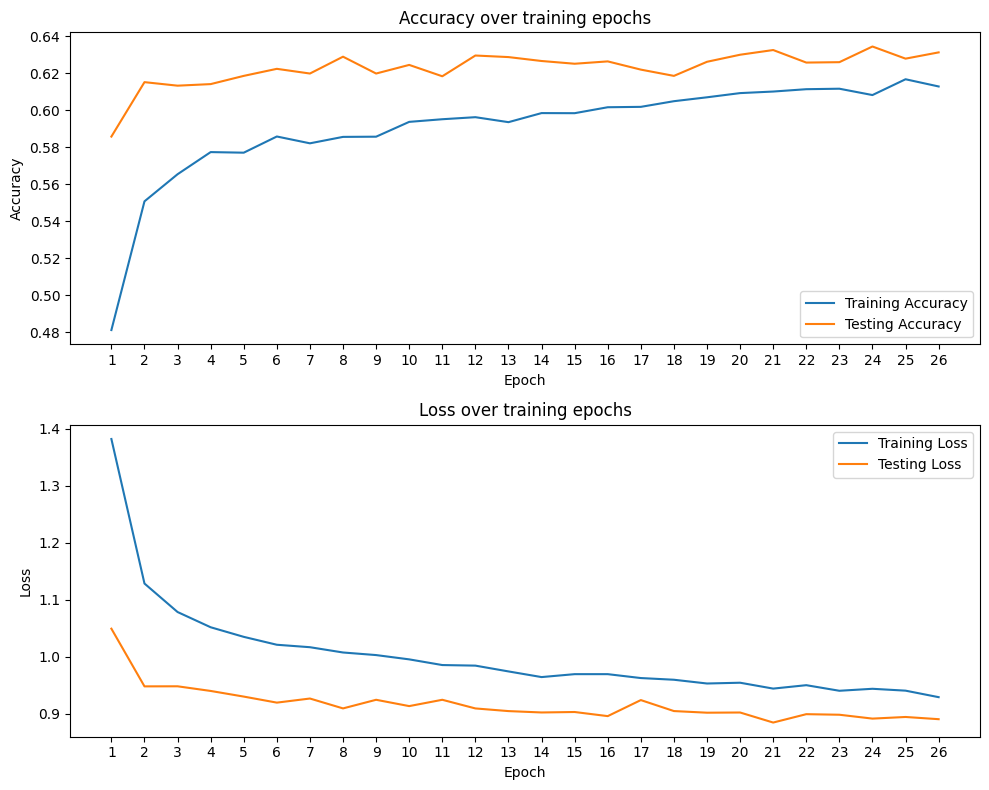 Accuracy over training epochs
0.64
0.62
0.60
0.58
0.56
0.54
0.52
0.50
0.48
Accuracy
Training Accuracy
Testing Accuracy
1 2 3 4 5 6 7 8 9 10 11 12 13 14 15 16 17 18 19 20 21 22 23 24 25 26
Epoch
Loss over training epochs
1.4
1.3
1.2
1.1
1.0
0.9
Loss
Training Loss
Testing Loss
1 2 3 4 5 6 7 8 9 10 11 12 13 14 15 16 17 18 19 20 21 22 23 24 25 26
Epoch